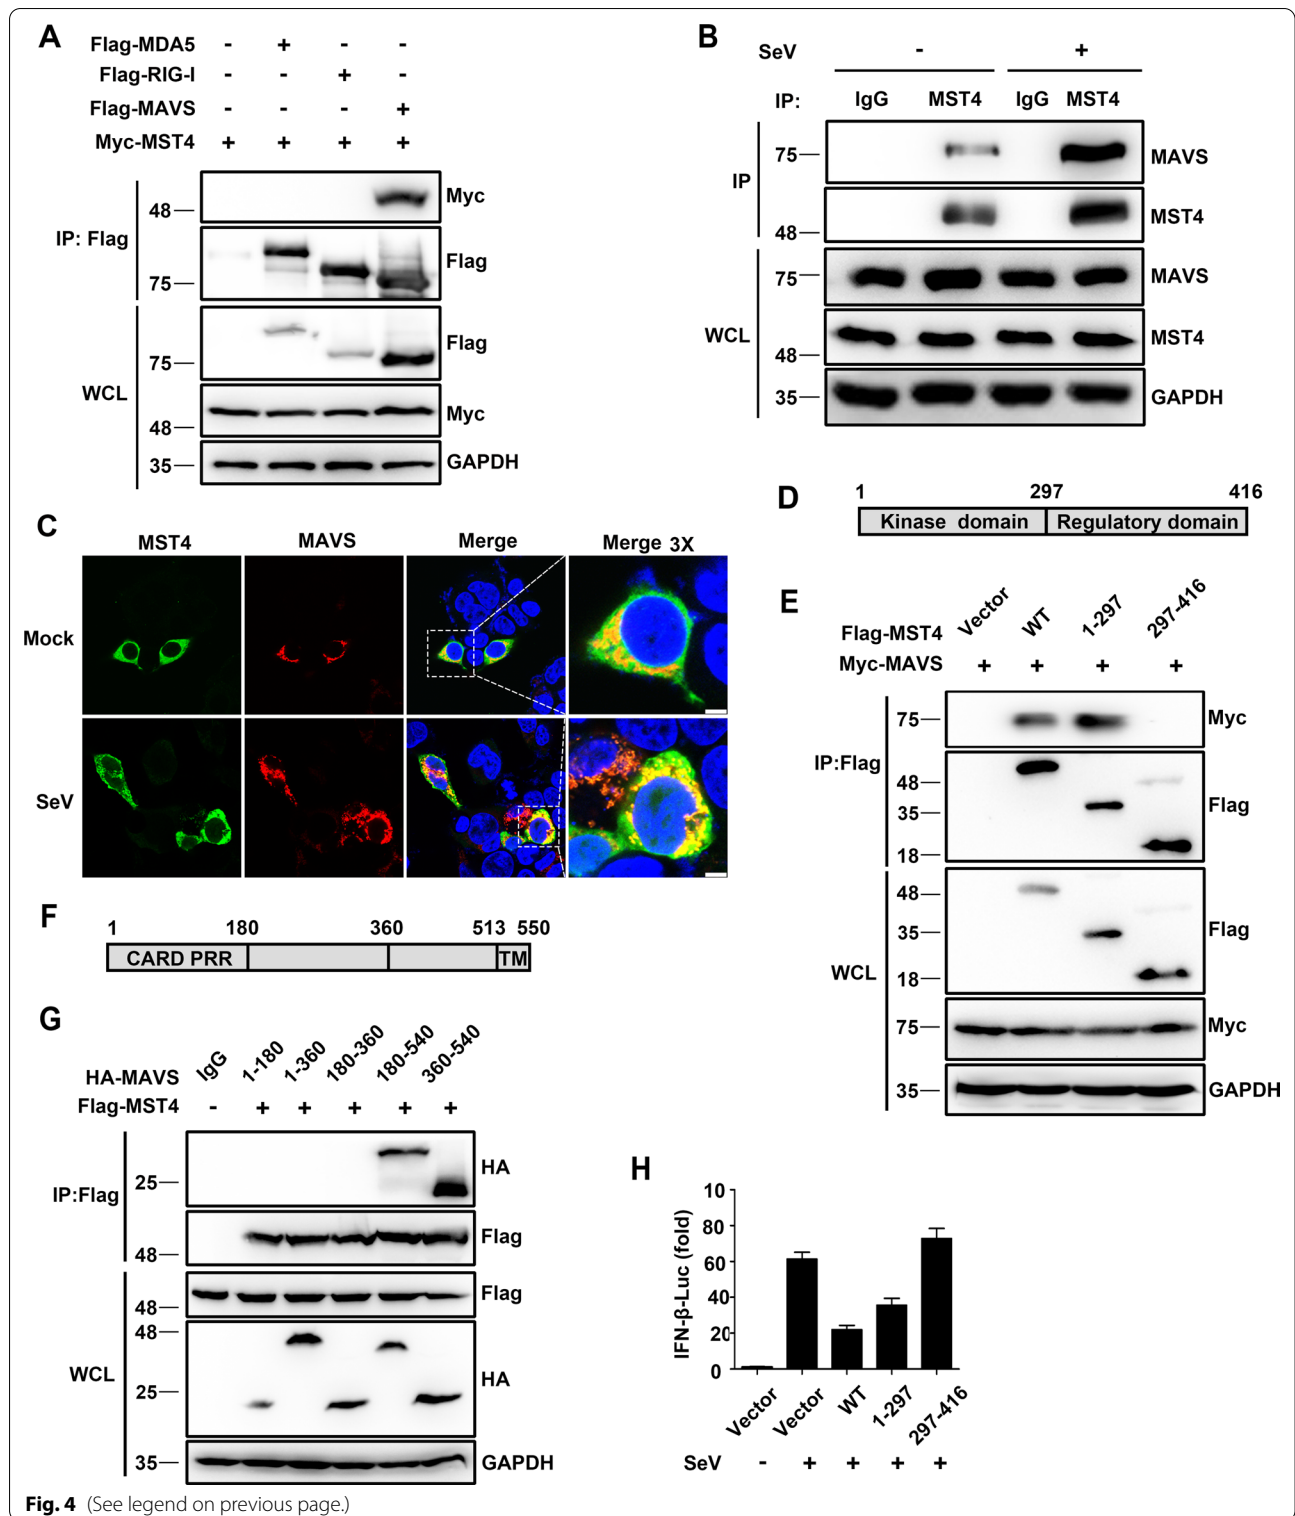 A
Flag-MDA5 - + - -
Flag-RIG-I - - + -
Flag-MAVS - - - +
Myc-MST4 + + + +
IP: Flag
48
Myc
75
Flag
WCL
75
Flag
48
Myc
35
GAPDH
B
SeV - +
IP: IgG MST4 IgG MST4
IP
75
MAVS
48
MST4
WCL
75
MAVS
48
MST4
35
GAPDH
C
MST4 MAVS Merge Merge 3X
Mock
SeV
D
1 297 416
Kinase domain Regulatory domain
E
Flag-MST4 Vector WT 1-297 297-416
Myc-MAVS + + + +
IP:Flag
75
Myc
48
35
18
Flag
WCL
48
35
18
Flag
75
Myc
35
GAPDH
F
1 180 360 513 550
CARD PRR TM
G
HA-MAVS IgG 1-180 1-360 180-360 180-540 360-540
Flag-MST4 - + + + + +
IP:Flag
25
HA
48
Flag
WCL
48
Flag
48
25
HA
35
GAPDH
H
IFN-β-Luc (fold)
10
80
60
40
20
0
Vector Vector WT 1-297 297-416
SeV - + + + +
Fig. 4 (See legend on previous page.)